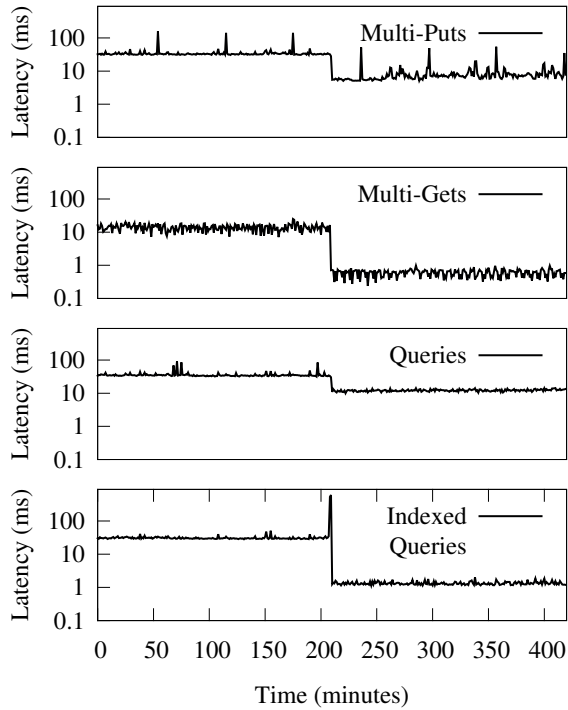 Latency (ms)
100
10
1
0.1
Multi-Puts
Latency (ms)
100
10
1
0.1
Multi-Gets
Latency (ms)
100
10
1
0.1
Queries
Latency (ms)
100
10
1
0.1
Indexed
Queries
0 50 100 150 200 250 300 350 400
Time (minutes)